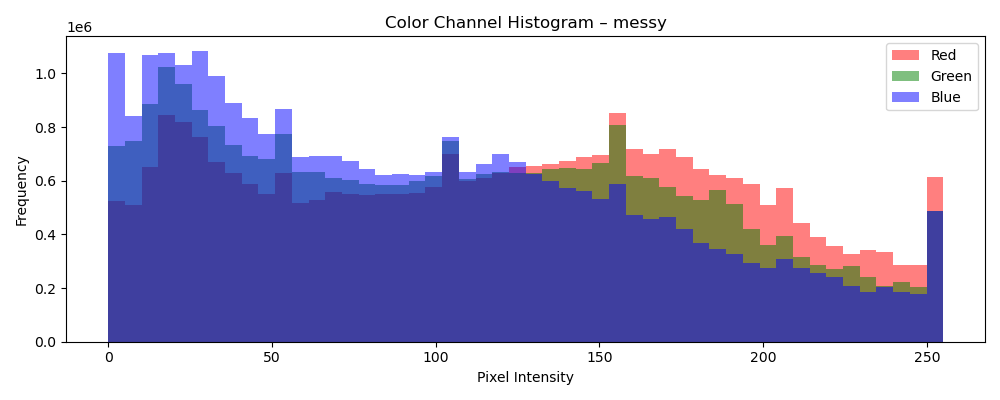 Color Channel Histogram – messy
1e6
Red
Green
Blue
1.0
0.8
0.6
0.4
0.2
0.0
Frequency
0
50
100
150
200
250
Pixel Intensity